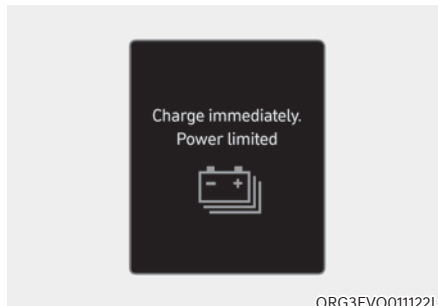 Charge immediately.
Power limited
- +
ORG3EVQ011122L